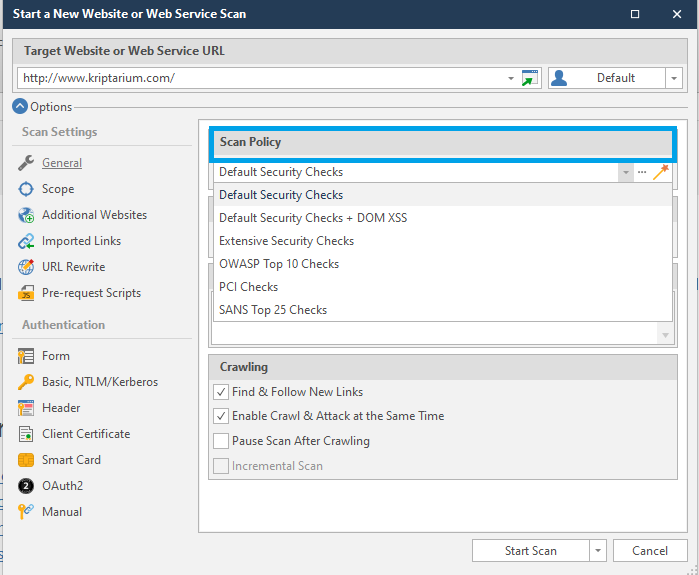 Start a New Website or Web Service Scan
Target Website or Web Service URL
http://www.kriptarium.com/
Default
Options
Scan Settings
General
Scope
Additional Websites
Imported Links
URL Rewrite
JS
Pre-request Scripts
Authentication
Form
Basic, NTLM/Kerberos
Header
Client Certificate
Smart Card
2
OAuth2
Manual
Scan Policy
Default Security Checks
...
Default Security Checks
Default Security Checks + DOM XSS
Extensive Security Checks
OWASP Top 10 Checks
PCI Checks
SANS Top 25 Checks
Crawling
Find & Follow New Links
Enable Crawl & Attack at the Same Time
Pause Scan After Crawling
Incremental Scan
Start Scan
Cancel